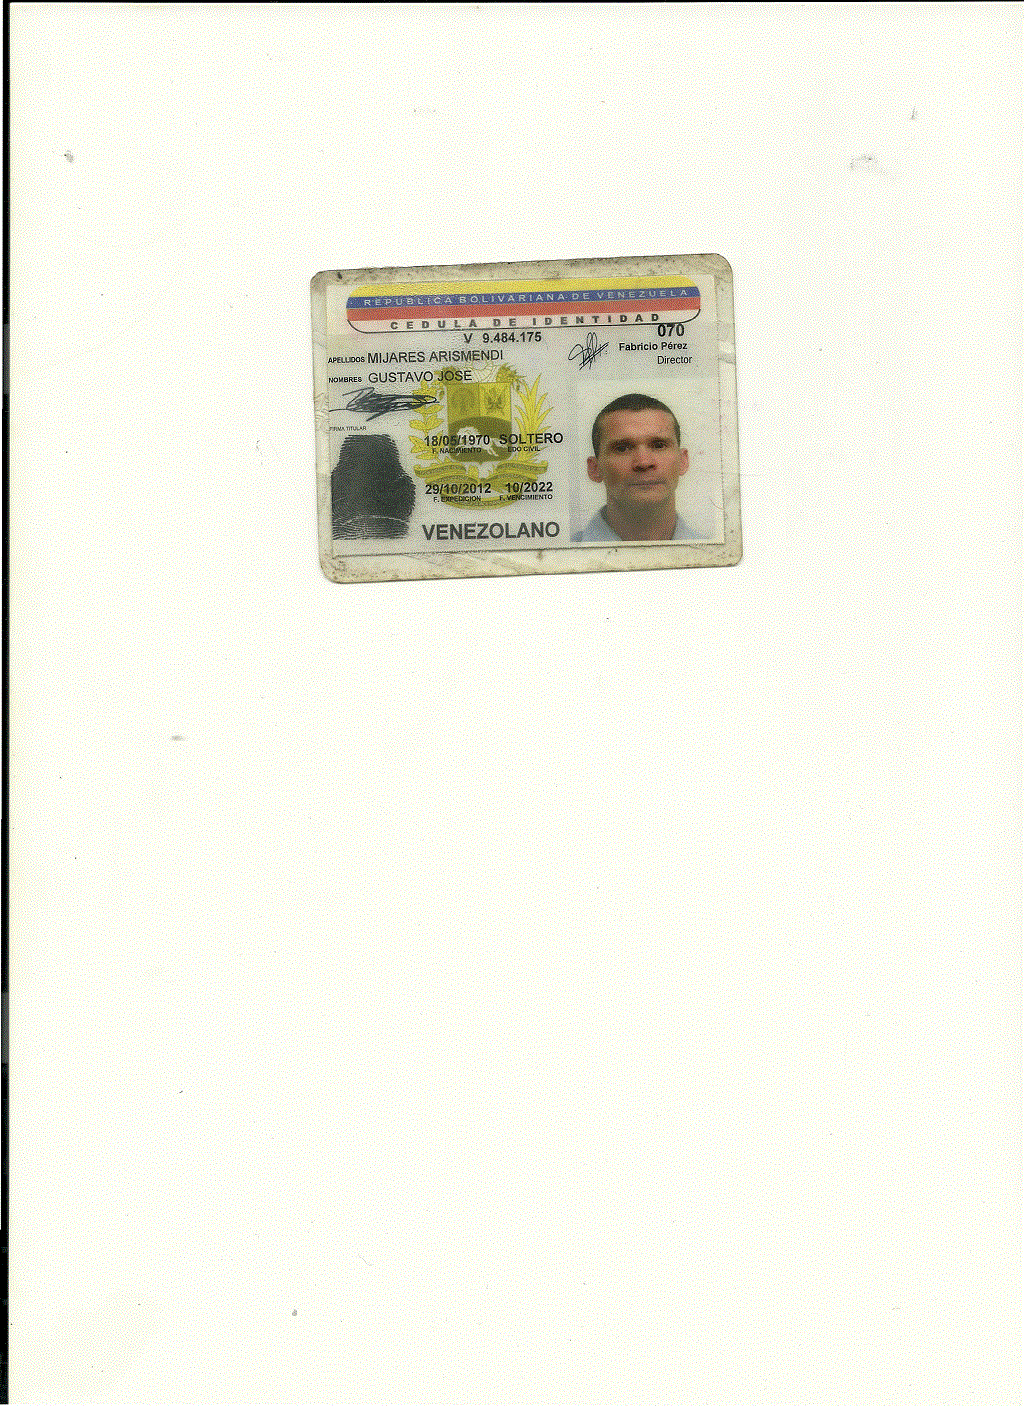 REPUBLICA BOLIVARIANA DE VENEZUELA
CEDULA DE IDENTIDAD
V 9.484.175
070
Fabricio Pérez
Director
APELLIDOS MIJARES ARISMENDI
NOMBRES GUSTAVO JOSE
FIRMA TITULAR
18/05/1970 SOLTERO
F. NACIMIENTO EDO CIVIL
29/10/2012 10/2022
F. EXPEDICION F. VENCIMIENTO
VENEZOLANO